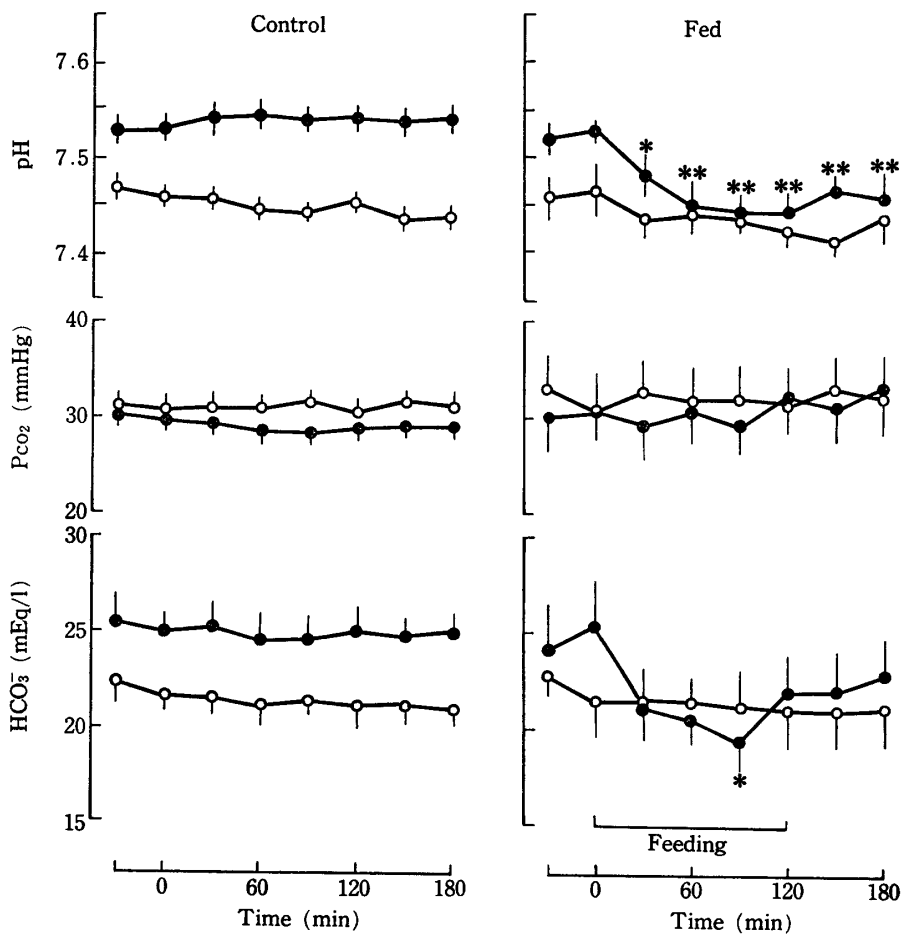 Control
Fed
7.6
7.5
7.4
pH
* ** ** ** ** **
40
30
20
Pco₂ (mmHg)
30
25
20
15
HCO₃⁻ (mEq/l)
*
Feeding
0 60 120 180
Time (min)
0 60 120 180
Time (min)